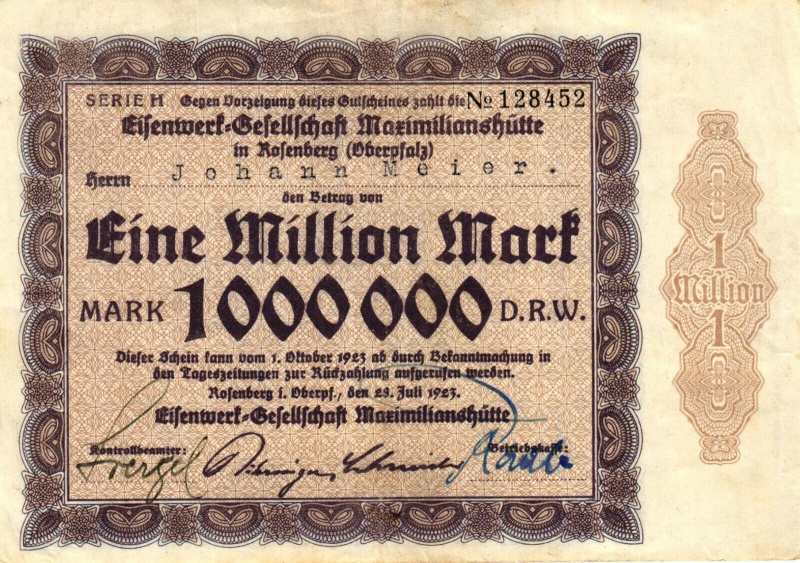 SERIE H Gegen Vorzeigung dieses Gutscheines zahlt die No 128452
Eisenwerk-Gesellschaft Maximilianshütte
in Rosenberg (Oberpfalz)
Herrn Johann Meier.
den Betrag von
Eine Million Mark
MARK 1000000 D.R.W.
Dieser Schein kann vom 1. Oktober 1923 ab durch Bekanntmachung in
den Tageszeitungen zur Rückzahlung aufgerufen werden.
Rosenberg i. Oberpf., den 28. Juli 1923.
Eisenwerk-Gesellschaft Maximilianshütte
Kontrollbeamter: Betriebskasse:
1
Million
1